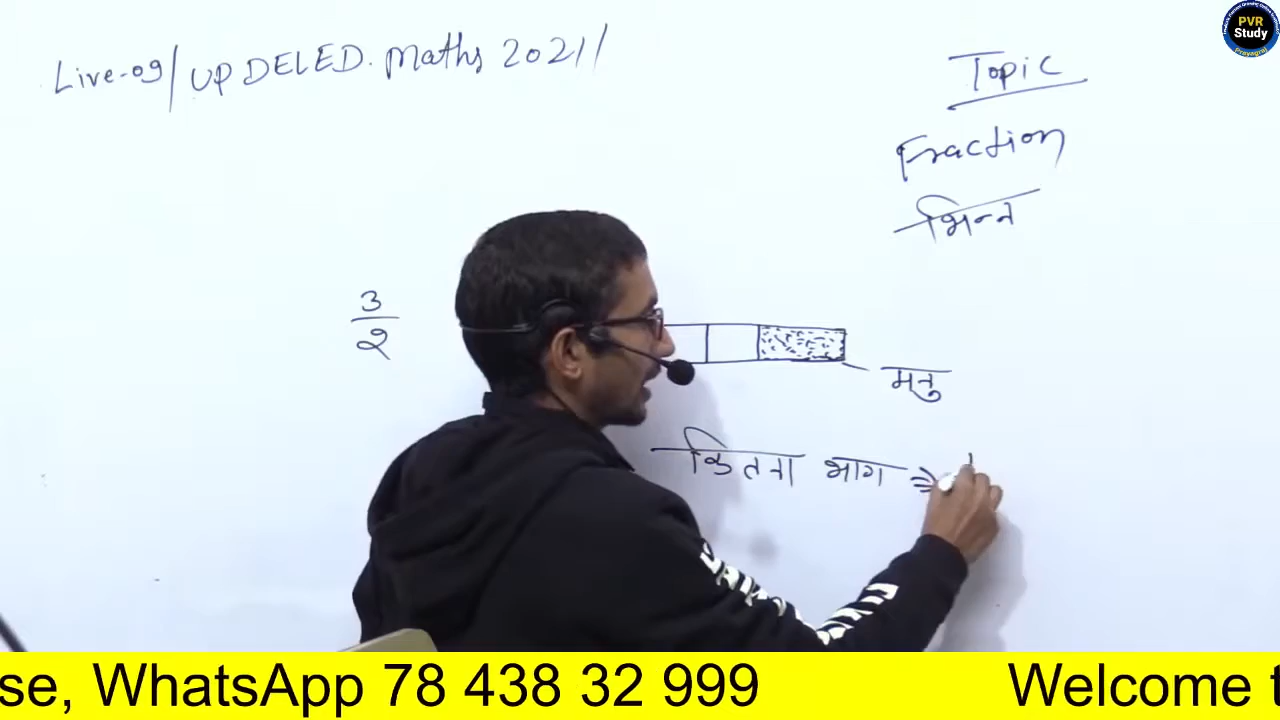 Live-09/ UP DELED. Maths 2021/
Topic
Fraction
भिन्न
3
2
मनु
कितना भाग
PVR
Study
Prayagraj
se, WhatsApp 78 438 32 999 Welcome t